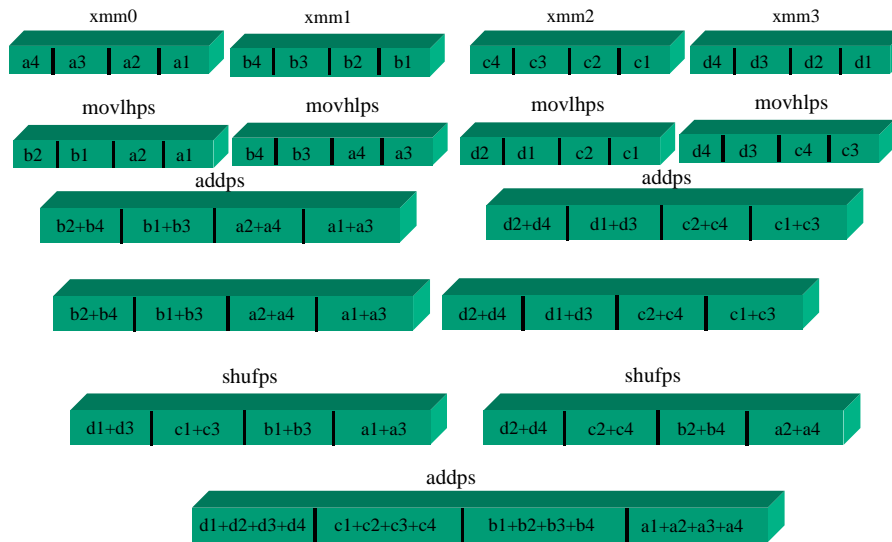 xmm0 xmm1 xmm2 xmm3
a4 a3 a2 a1 b4 b3 b2 b1 c4 c3 c2 c1 d4 d3 d2 d1
movlhps movhlps movlhps movhlps
b2 b1 a2 a1 b4 b3 a4 a3 d2 d1 c2 c1 d4 d3 c4 c3
addps addps
b2+b4 b1+b3 a2+a4 a1+a3 d2+d4 d1+d3 c2+c4 c1+c3
b2+b4 b1+b3 a2+a4 a1+a3 d2+d4 d1+d3 c2+c4 c1+c3
shufps shufps
d1+d3 c1+c3 b1+b3 a1+a3 d2+d4 c2+c4 b2+b4 a2+a4
addps
d1+d2+d3+d4 c1+c2+c3+c4 b1+b2+b3+b4 a1+a2+a3+a4